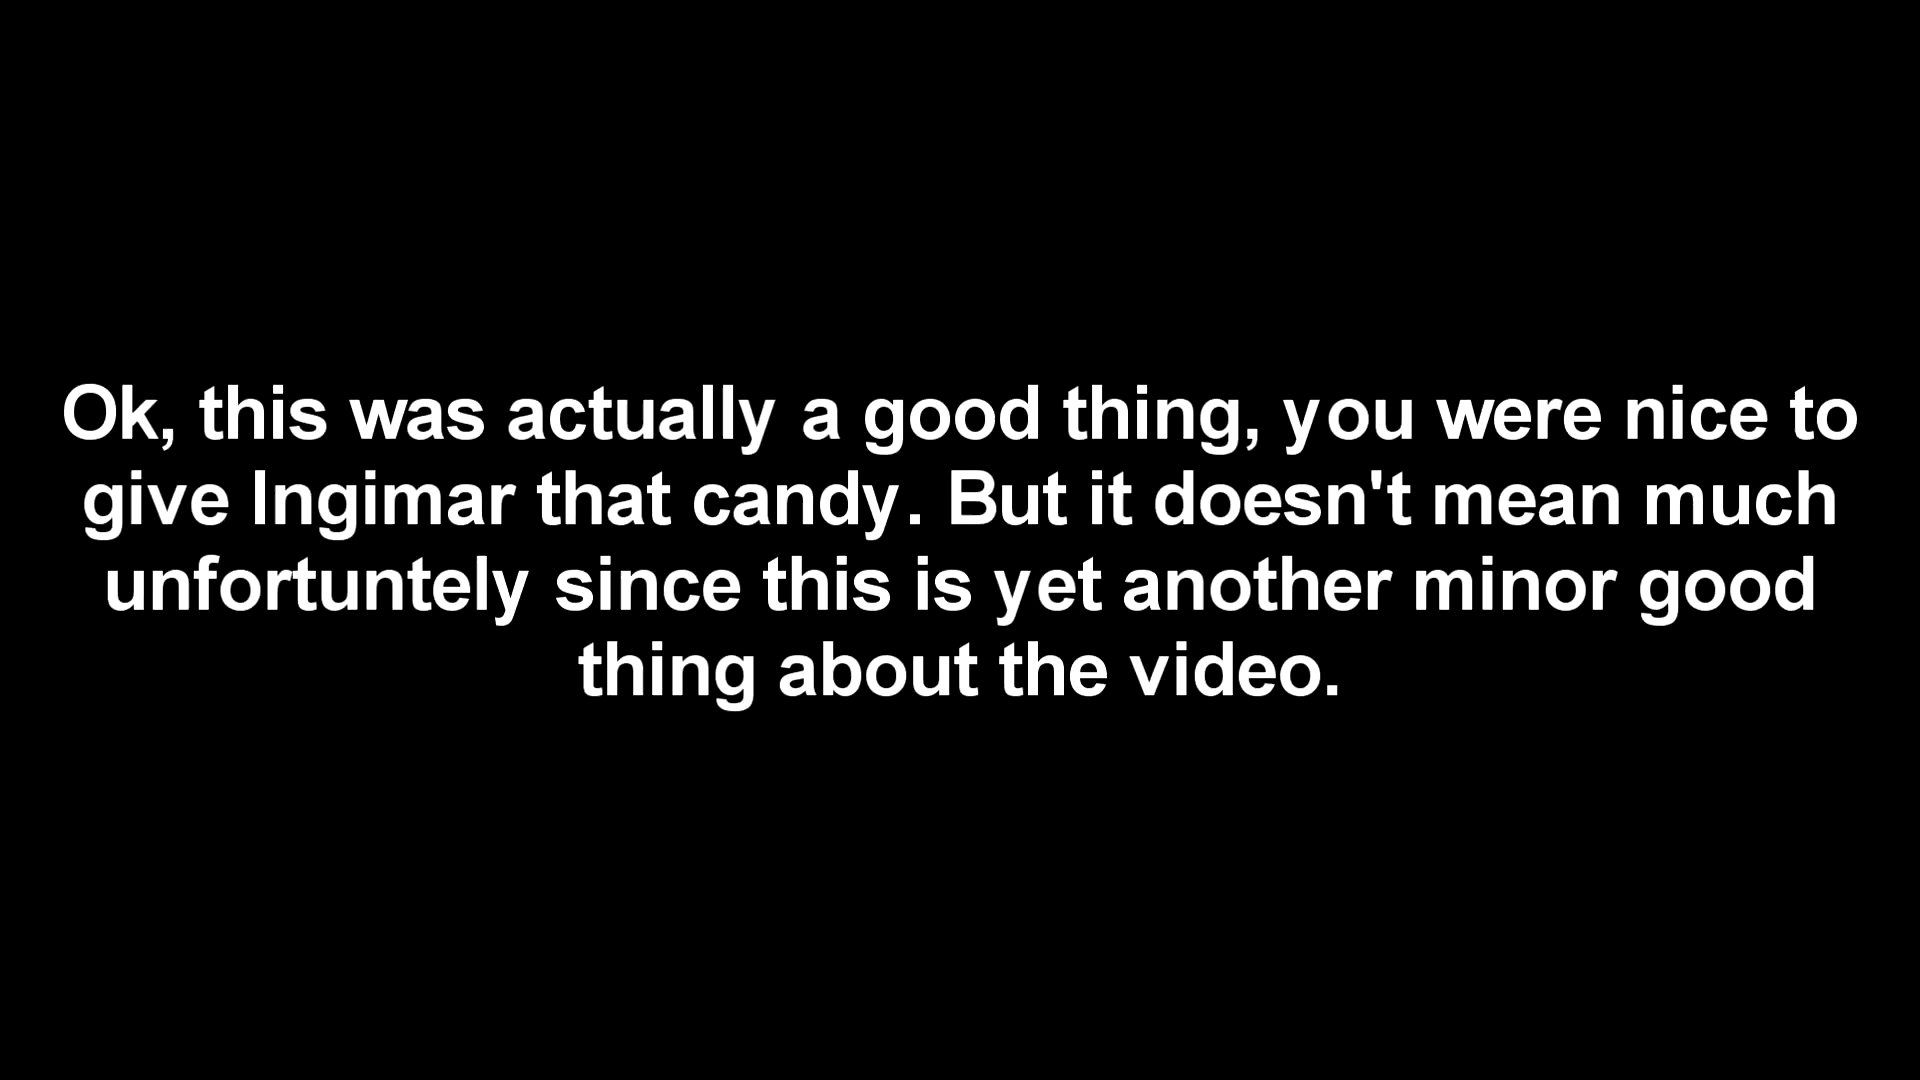 Ok, this was actually a good thing, you were nice to
give Ingimar that candy. But it doesn't mean much
unfortuntely since this is yet another minor good
thing about the video.